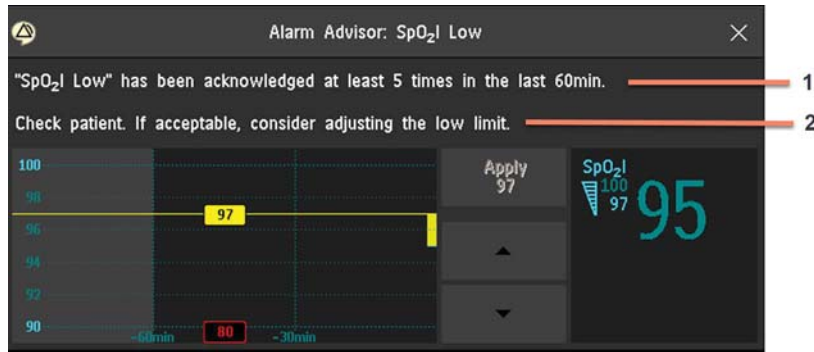 Alarm Advisor: SpO₂l Low
"SpO₂l Low" has been acknowledged at least 5 times in the last 60min.
1
Check patient. If acceptable, consider adjusting the low limit.
2
100
98
97
96
94
92
90
80
-60min
-30min
Apply
97
SpO₂l
100
97
95